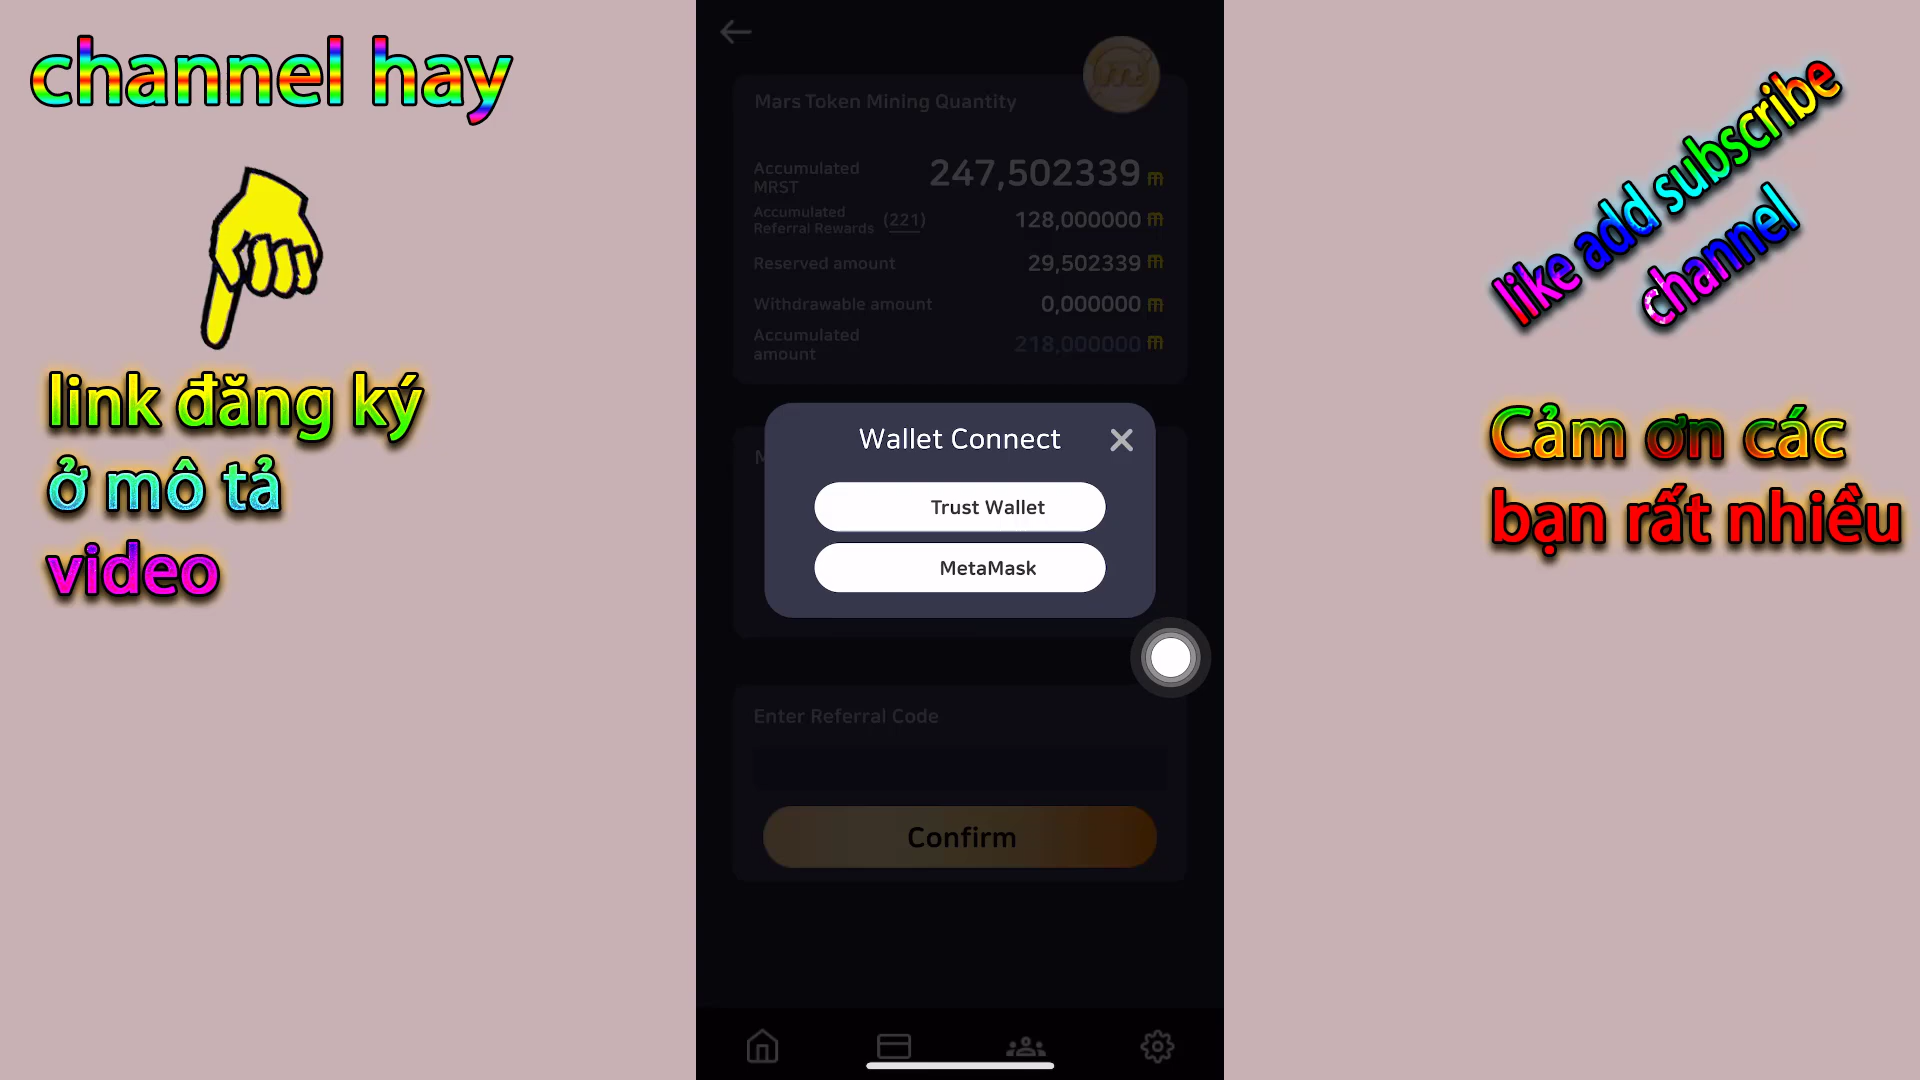 channel hay
link đăng ký
ở mô tả
video
Mars Token Mining Quantity
Accumulated
MRST
247,502339
Accumulated
Referral Rewards (221)
128,000000
Reserved amount
29,502339
Withdrawable amount
0,000000
Accumulated
amount
218,000000
Wallet Connect
Trust Wallet
MetaMask
Enter Referral Code
Confirm
like add subscribe
channel
Cảm ơn các
bạn rất nhiều